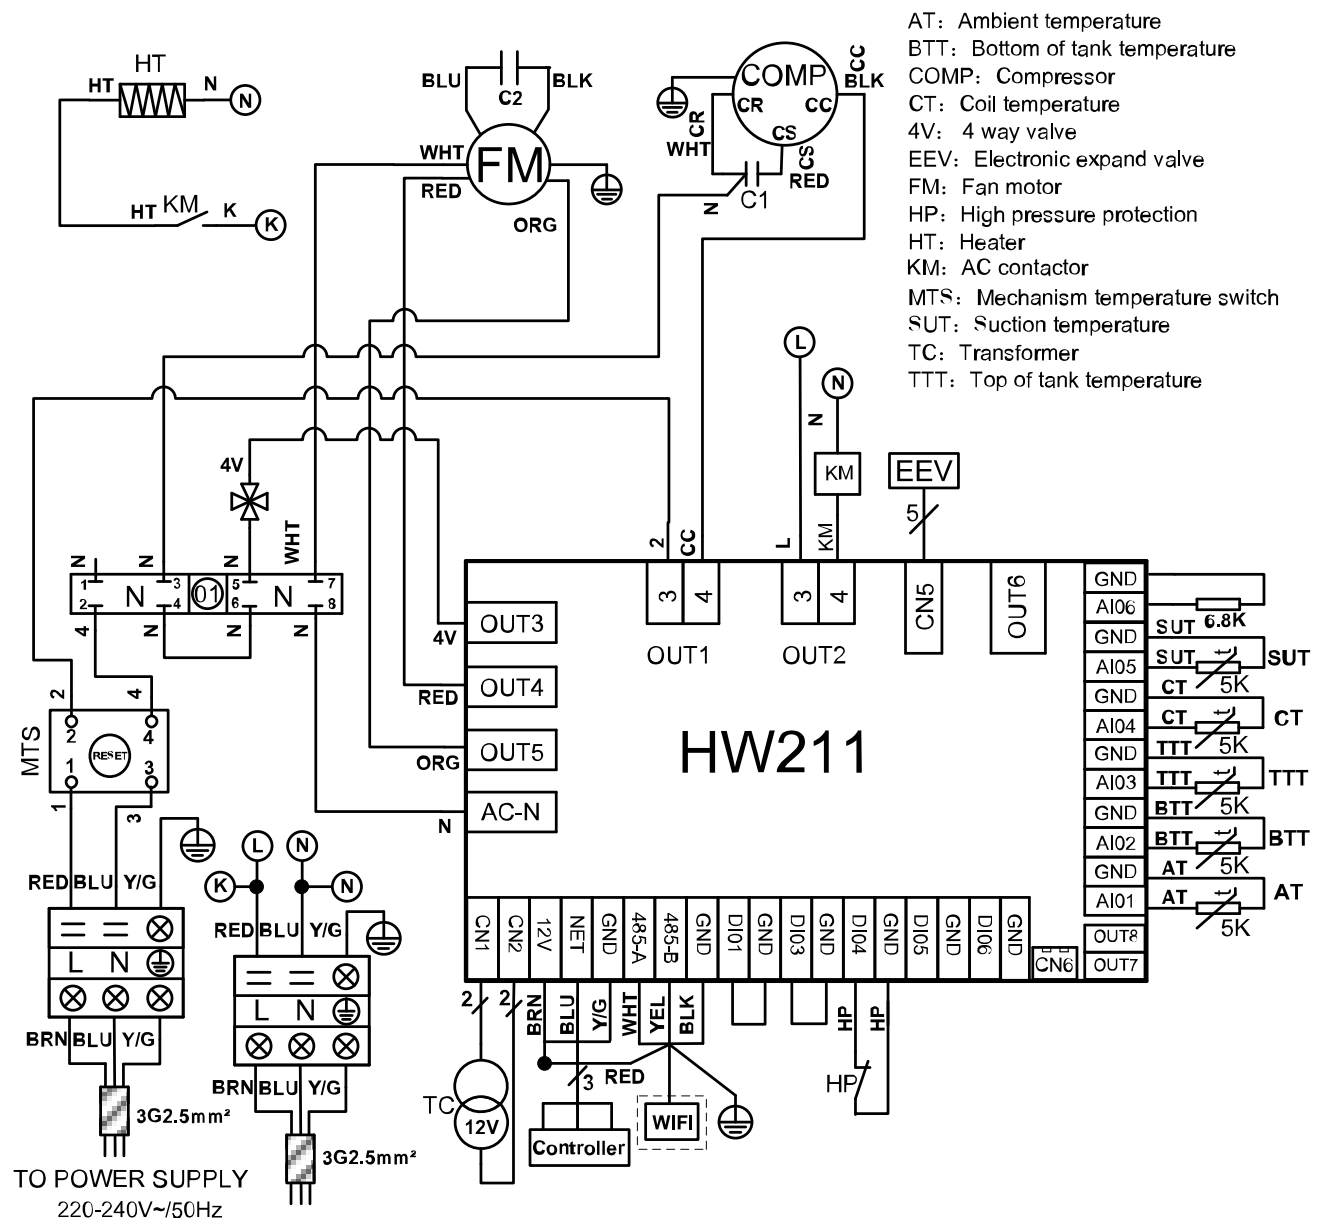 AT: Ambient temperature
BTT: Bottom of tank temperature
COMP: Compressor
CT: Coil temperature
4V: 4 way valve
EEV: Electronic expand valve
FM: Fan motor
HP: High pressure protection
HT: Heater
KM: AC contactor
MTS: Mechanism temperature switch
SUT: Suction temperature
TC: Transformer
TTT: Top of tank temperature
HT
HT N N
HT KM K K
BLU BLK
C2
WHT FM
RED
ORG
COMP CC
BLK
CR CC
CS
CR
WHT
CS
RED
N C1
L
N
N
KM
EEV
5
4V
WHT
2 CC L KM
N N N
1 3 5 7
N 01 N
2 4 6 8
4 N N N
3 4 3 4 CN5 OUT6
OUT1 OUT2
4V OUT3
RED OUT4
ORG OUT5
N AC-N
HW211
GND
AI06 6.8K
GND SUT
AI05 SUT 5K SUT
GND CT
AI04 CT 5K CT
GND TTT
AI03 TTT 5K TTT
GND BTT
AI02 BTT 5K BTT
GND AT
AI01 AT 5K AT
OUT8
OUT7
CN6
2 4
MTS
2 4
RESET
1 3
1 3
RED BLU Y/G
L N
BRN BLU Y/G
3G2.5mm²
TO POWER SUPPLY
220-240V~/50Hz
L N
K N
RED BLU Y/G
L N
BRN BLU Y/G
3G2.5mm²
CN1 CN2 12V NET GND 485-A 485-B GND DI01 GND DI03 GND DI04 GND DI05 GND DI06 GND
2 2 BRN BLU Y/G WHT YEL BLK HP HP
3 RED
TC
12V
Controller
WIFI
HP